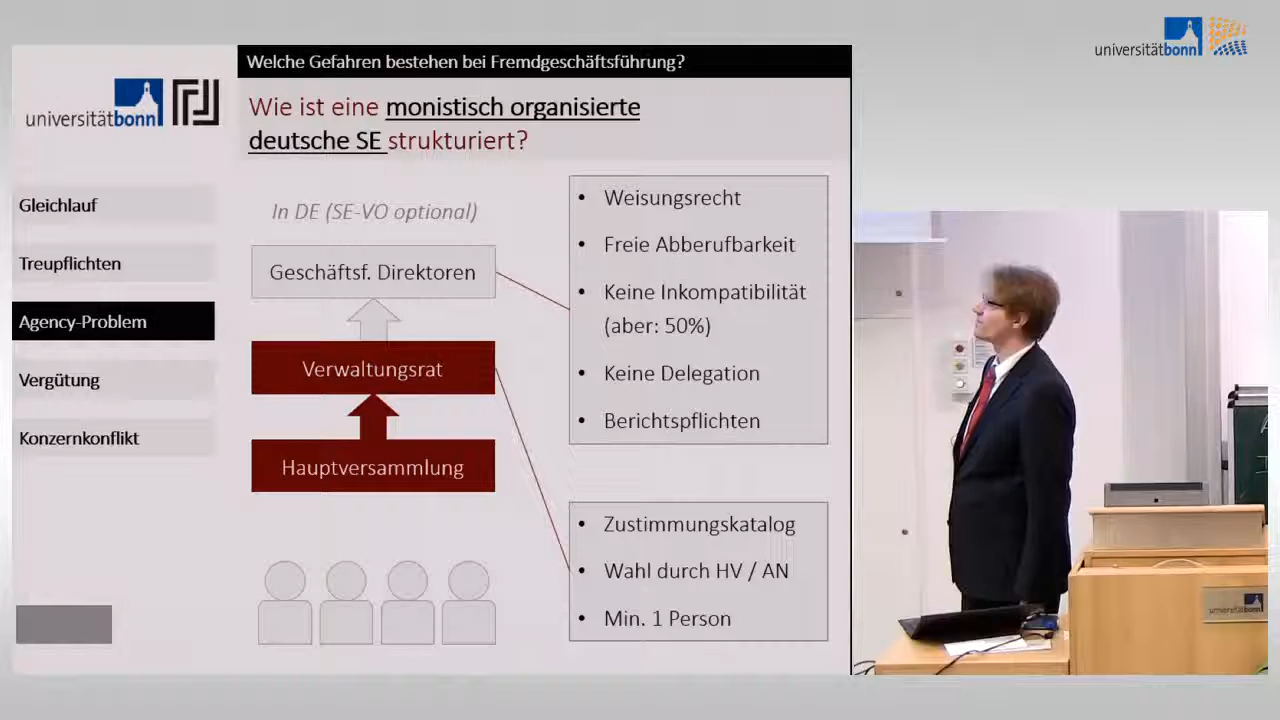 universitätbonn
Welche Gefahren bestehen bei Fremdgeschäftsführung?
universitätbonn
Wie ist eine monistisch organisierte
deutsche SE strukturiert?
Gleichlauf
Treupflichten
Agency-Problem
Vergütung
Konzernkonflikt
In DE (SE-VO optional)
Geschäftsf. Direktoren
Verwaltungsrat
Hauptversammlung
• Weisungsrecht
• Freie Abberufbarkeit
• Keine Inkompatibilität
(aber: 50%)
• Keine Delegation
• Berichtspflichten
• Zustimmungskatalog
• Wahl durch HV / AN
• Min. 1 Person
universitätbonn